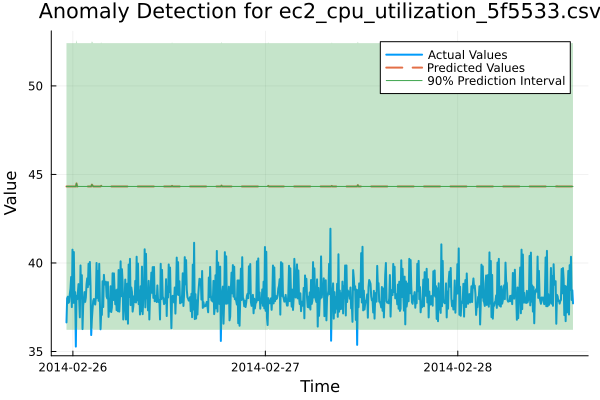 Anomaly Detection for ec2_cpu_utilization_5f5533.csv
Actual Values
Predicted Values
90% Prediction Interval
Value
50
45
40
35
2014-02-26
2014-02-27
2014-02-28
Time